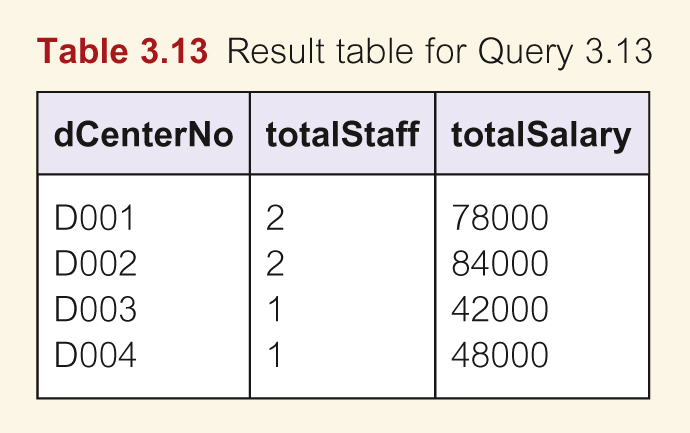 Table 3.13 Result table for Query 3.13
dCenterNo totalStaff totalSalary
D001 2 78000
D002 2 84000
D003 1 42000
D004 1 48000